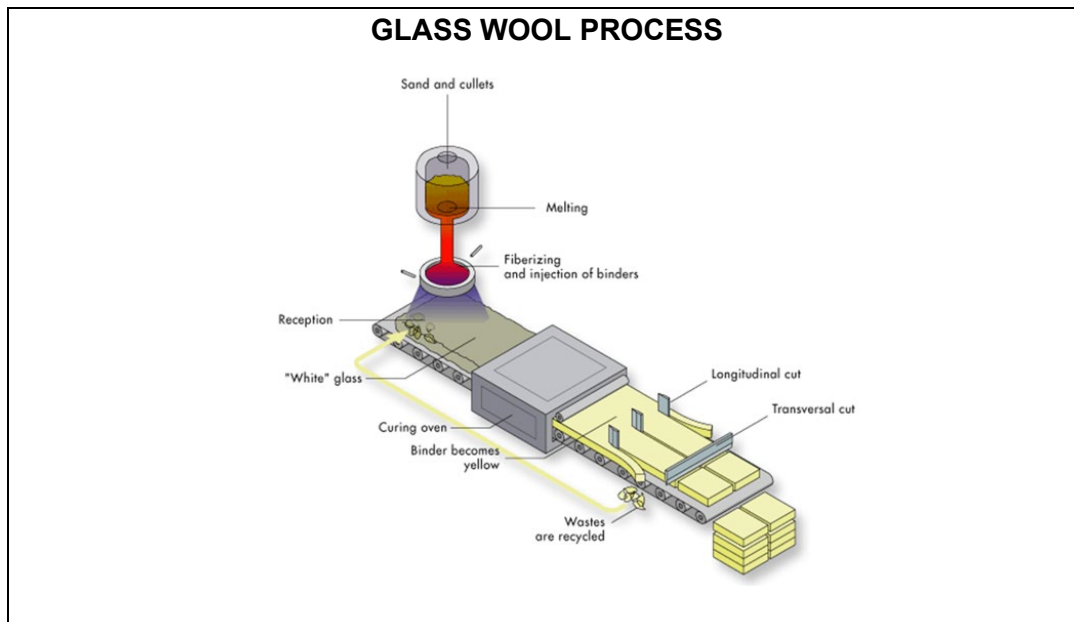 GLASS WOOL PROCESS
Sand and cullets
Melting
Fiberizing
and injection of binders
Reception
"White" glass
Longitudinal cut
Transversal cut
Curing oven
Binder becomes
yellow
Wastes
are recycled